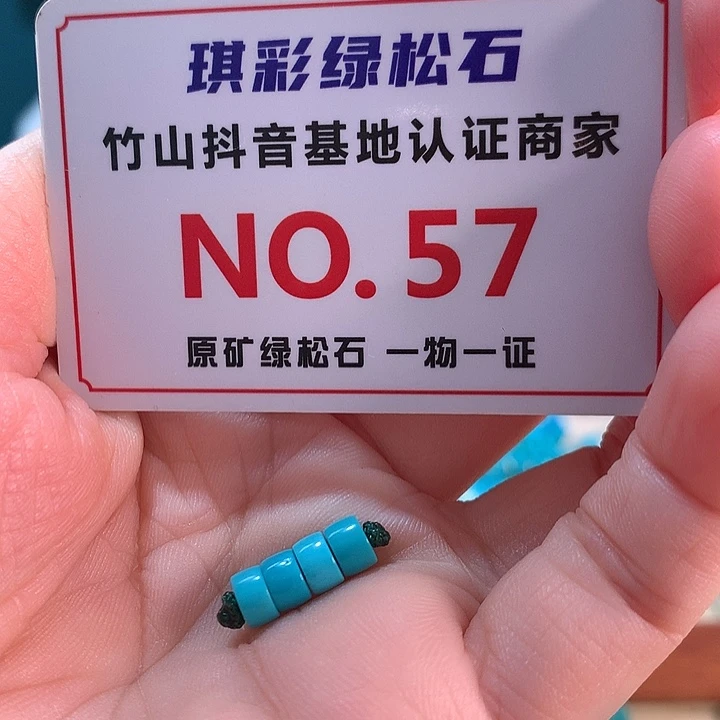 琪彩绿松石
竹山抖音基地认证商家
NO.57
原矿绿松石 一物一证